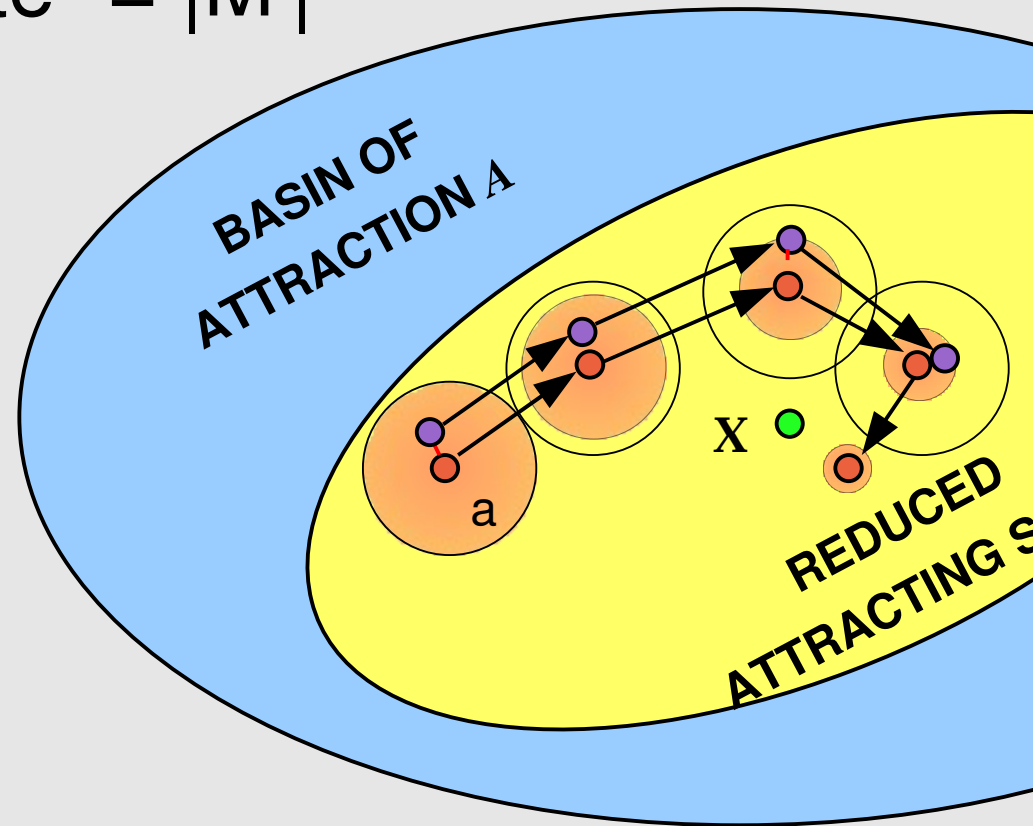 = |M|
BASIN OF
ATTRACTION A
X
a
REDUCED
ATTRACTING